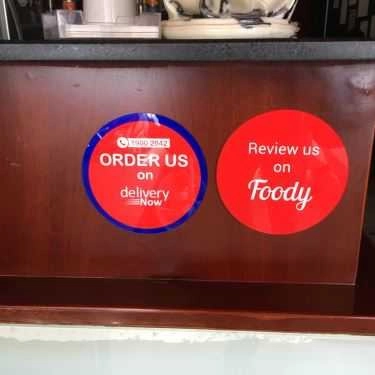 1900 2042
ORDER US
on
delivery
Now
Review us
on
Foody